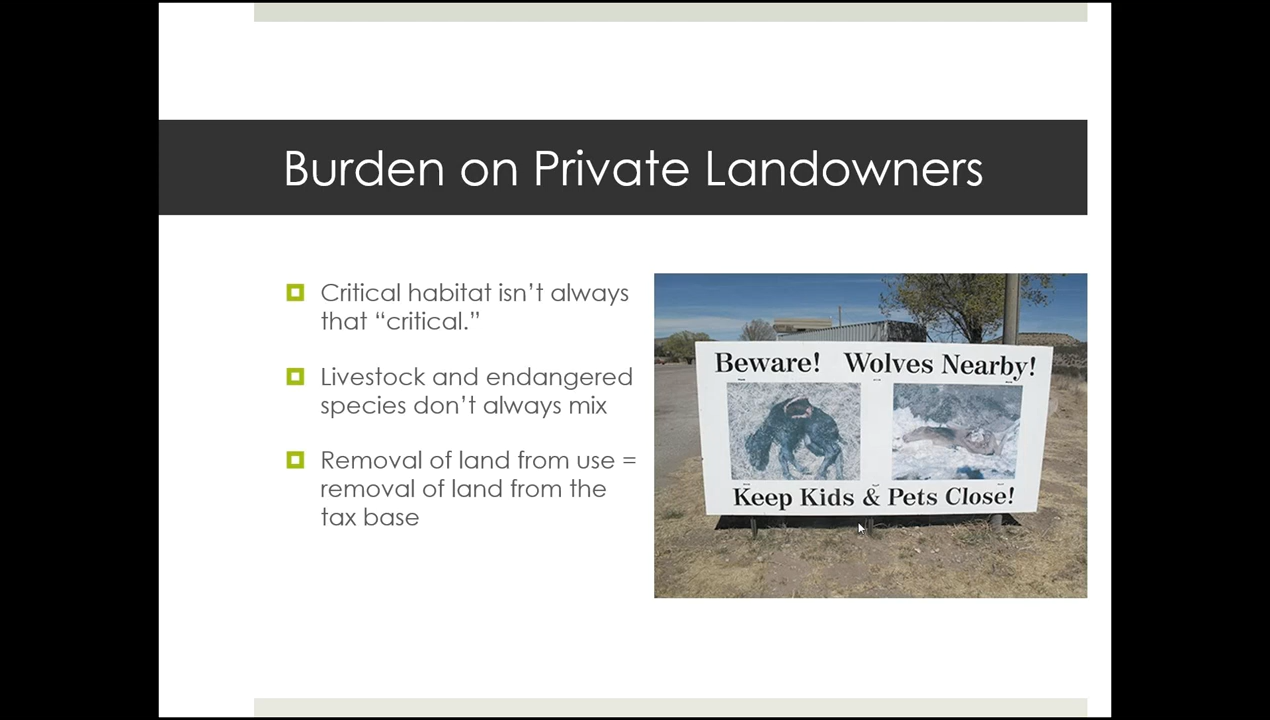 Burden on Private Landowners
Critical habitat isn't always
that “critical.”
Livestock and endangered
species don't always mix
Removal of land from use =
removal of land from the
tax base
Beware! Wolves Nearby!
Keep Kids & Pets Close!